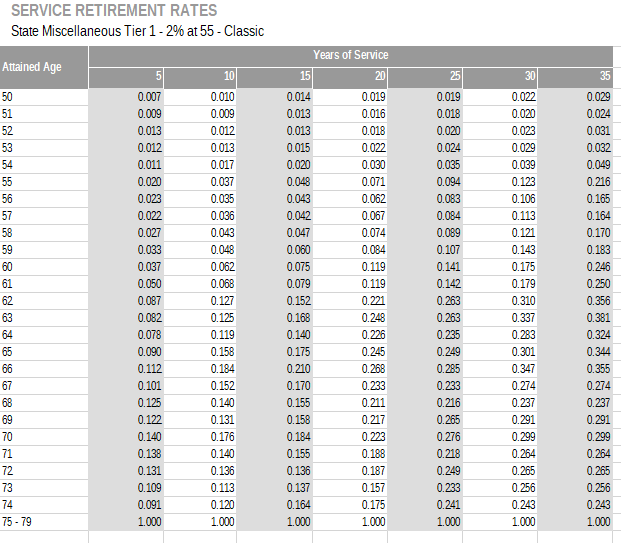 SERVICE RETIREMENT RATES
State Miscellaneous Tier 1 - 2% at 55 - Classic
Years of Service
Attained Age
5 10 15 20 25 30 35
50 0.007 0.010 0.014 0.019 0.019 0.022 0.029
51 0.009 0.009 0.013 0.016 0.018 0.020 0.024
52 0.013 0.012 0.013 0.018 0.020 0.023 0.031
53 0.012 0.013 0.015 0.022 0.024 0.029 0.032
54 0.011 0.017 0.020 0.030 0.035 0.039 0.049
55 0.020 0.037 0.048 0.071 0.094 0.123 0.216
56 0.023 0.035 0.043 0.062 0.083 0.106 0.165
57 0.022 0.036 0.042 0.067 0.084 0.113 0.164
58 0.027 0.043 0.047 0.074 0.089 0.121 0.170
59 0.033 0.048 0.060 0.084 0.107 0.143 0.183
60 0.037 0.062 0.075 0.119 0.141 0.175 0.246
61 0.050 0.068 0.079 0.119 0.142 0.179 0.250
62 0.087 0.127 0.152 0.221 0.263 0.310 0.356
63 0.082 0.125 0.168 0.248 0.263 0.337 0.381
64 0.078 0.119 0.140 0.226 0.235 0.283 0.324
65 0.090 0.158 0.175 0.245 0.249 0.301 0.344
66 0.112 0.184 0.210 0.268 0.285 0.347 0.355
67 0.101 0.152 0.170 0.233 0.233 0.274 0.274
68 0.125 0.140 0.155 0.211 0.216 0.237 0.237
69 0.122 0.131 0.158 0.217 0.265 0.291 0.291
70 0.140 0.176 0.184 0.223 0.276 0.299 0.299
71 0.138 0.140 0.155 0.188 0.218 0.264 0.264
72 0.131 0.136 0.136 0.187 0.249 0.265 0.265
73 0.109 0.113 0.137 0.157 0.233 0.256 0.256
74 0.091 0.120 0.164 0.175 0.241 0.243 0.243
75 - 79 1.000 1.000 1.000 1.000 1.000 1.000 1.000